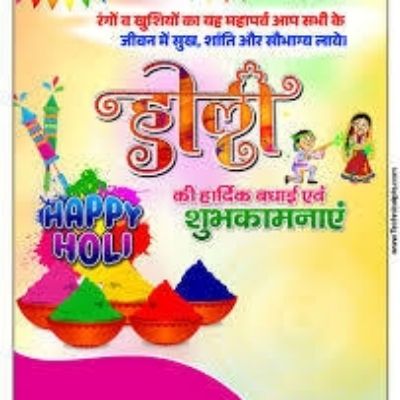 रंगों व खुशियों का यह महापर्व आप सभी के
जीवन में सुख, शांति और सौभाग्य लाये।
होली
की हार्दिक बधाई एवं
शुभकामनाएं
HAPPY
HOLI